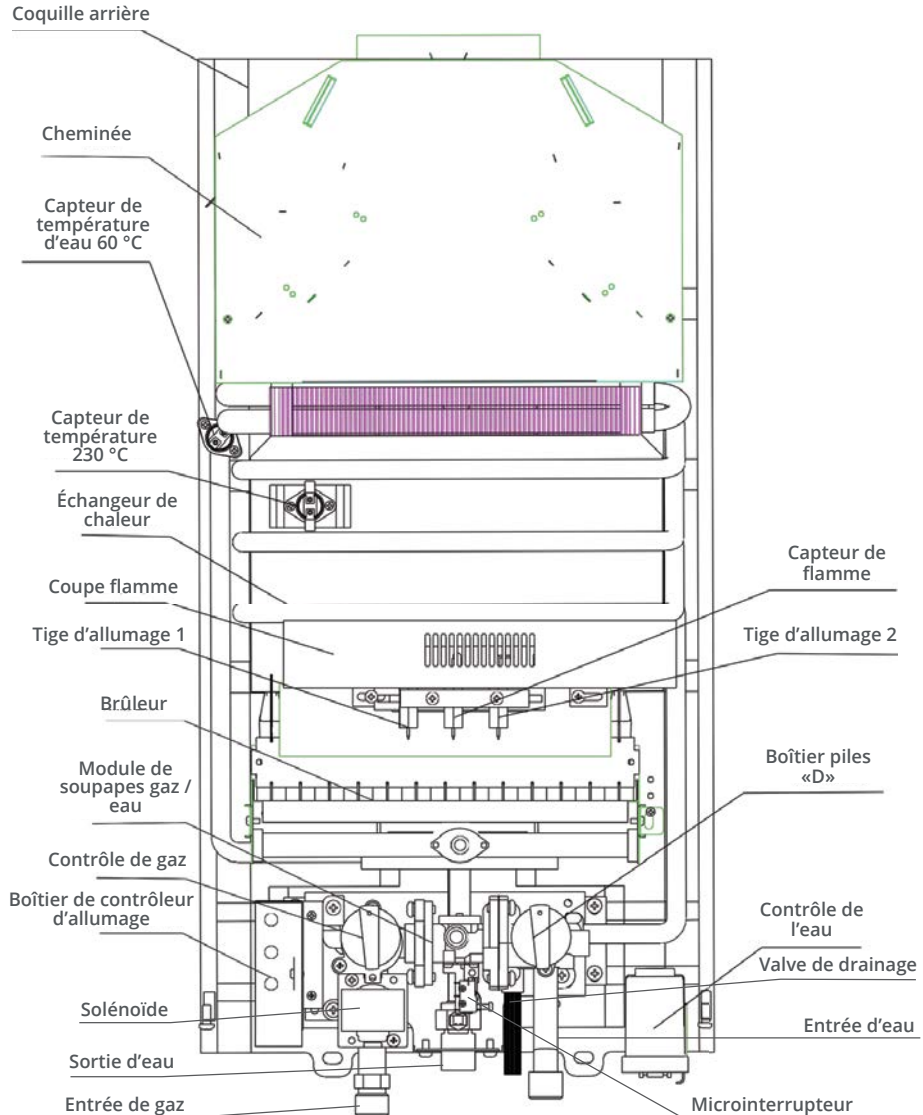 Coquille arrière
Cheminée
Capteur de
température
d'eau 60 °C
Capteur de
température
230 °C
Échangeur de
chaleur
Coupe flamme
Tige d'allumage 1
Brûleur
Module de
soupapes gaz /
eau
Contrôle de gaz
Boîtier de contrôleur
d'allumage
Solénoïde
Sortie d'eau
Entrée de gaz
Capteur de
flamme
Tige d'allumage 2
Boîtier piles
«D»
Contrôle de
l'eau
Valve de drainage
Entrée d'eau
Microinterrupteur